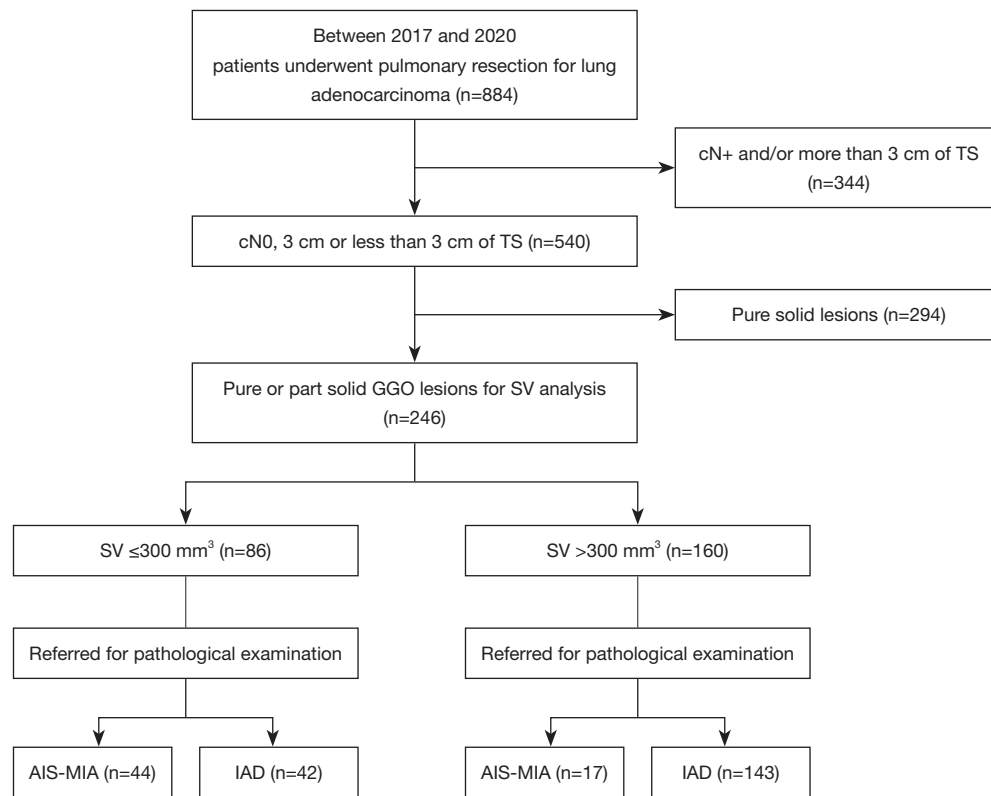 Between 2017 and 2020
patients underwent pulmonary resection for lung
adenocarcinoma (n=884)
cN+ and/or more than 3 cm of TS
(n=344)
cN0, 3 cm or less than 3 cm of TS (n=540)
Pure solid lesions (n=294)
Pure or part solid GGO lesions for SV analysis
(n=246)
SV ≤300 mm³ (n=86)
SV >300 mm³ (n=160)
Referred for pathological examination
Referred for pathological examination
AIS-MIA (n=44)
IAD (n=42)
AIS-MIA (n=17)
IAD (n=143)